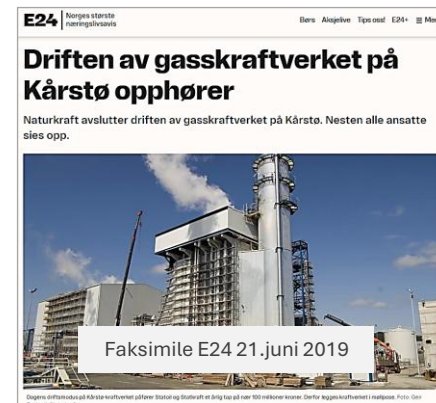 E24 Norges største
næringslivsavis
Børs Aksjelive Tips oss! E24+
Driften av gasskraftverket på
Kårstø opphører
Naturkraft avslutter driften av gasskraftverket på Kårstø. Nesten alle ansatte
sies opp.
Faksimile E24 21.juni 2019
Dagens driftsmodus på Kårstø-kraftverket påfører Statoil og Statkraft et årlig tap på nær 100 millioner kroner. Derfor legges kraftverket i møllpose. Foto: Geir